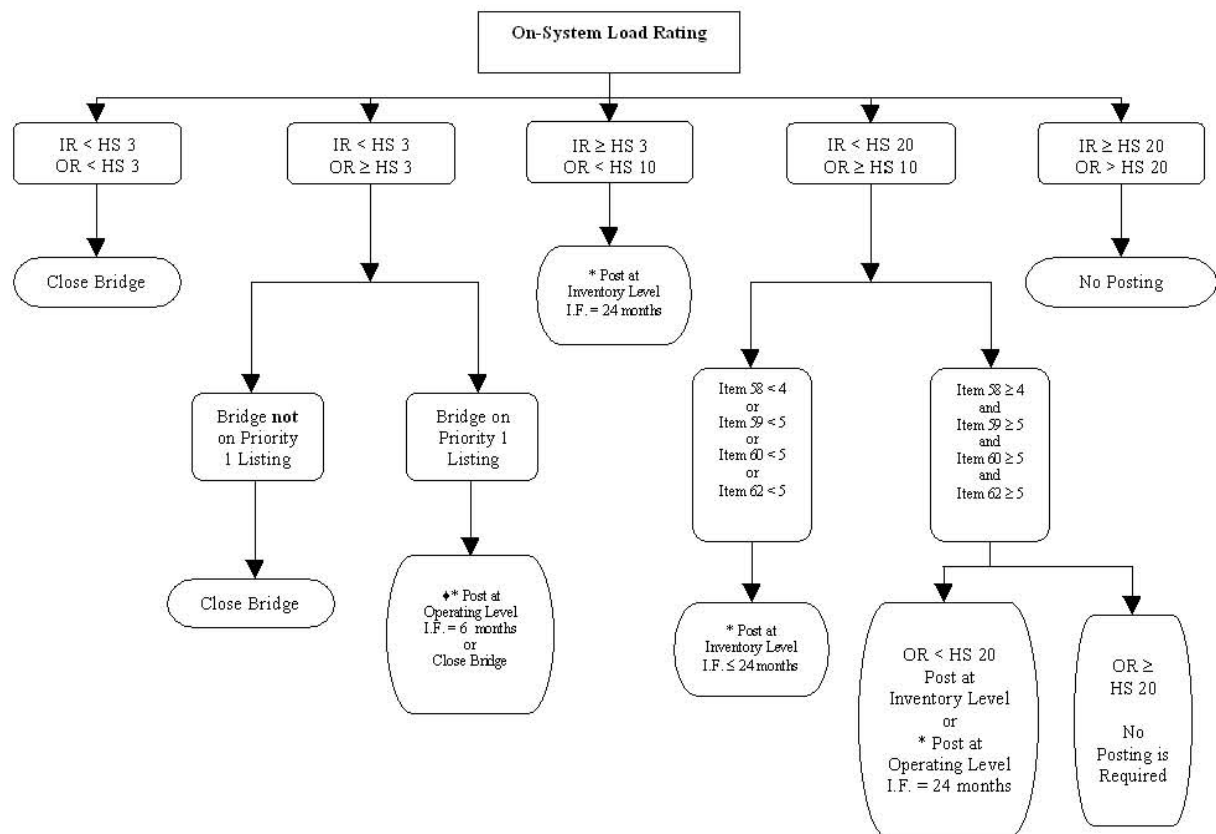 On-System Load Rating
IR < HS 3
OR < HS 3
IR < HS 3
OR ≥ HS 3
IR ≥ HS 3
OR < HS 10
IR < HS 20
OR ≥ HS 10
IR ≥ HS 20
OR > HS 20
Close Bridge
* Post at
Inventory Level
I.F. = 24 months
No Posting
Bridge not
on Priority
1 Listing
Bridge on
Priority 1
Listing
Item 58 < 4
or
Item 59 < 5
or
Item 60 < 5
or
Item 62 < 5
Item 58 ≥ 4
and
Item 59 ≥ 5
and
Item 60 ≥ 5
and
Item 62 ≥ 5
Close Bridge
♦* Post at
Operating Level
I.F. = 6 months
or
Close Bridge
* Post at
Inventory Level
I.F. ≤ 24 months
OR < HS 20
Post at
Inventory Level
or
* Post at
Operating Level
I.F. = 24 months
OR ≥
HS 20
No
Posting is
Required